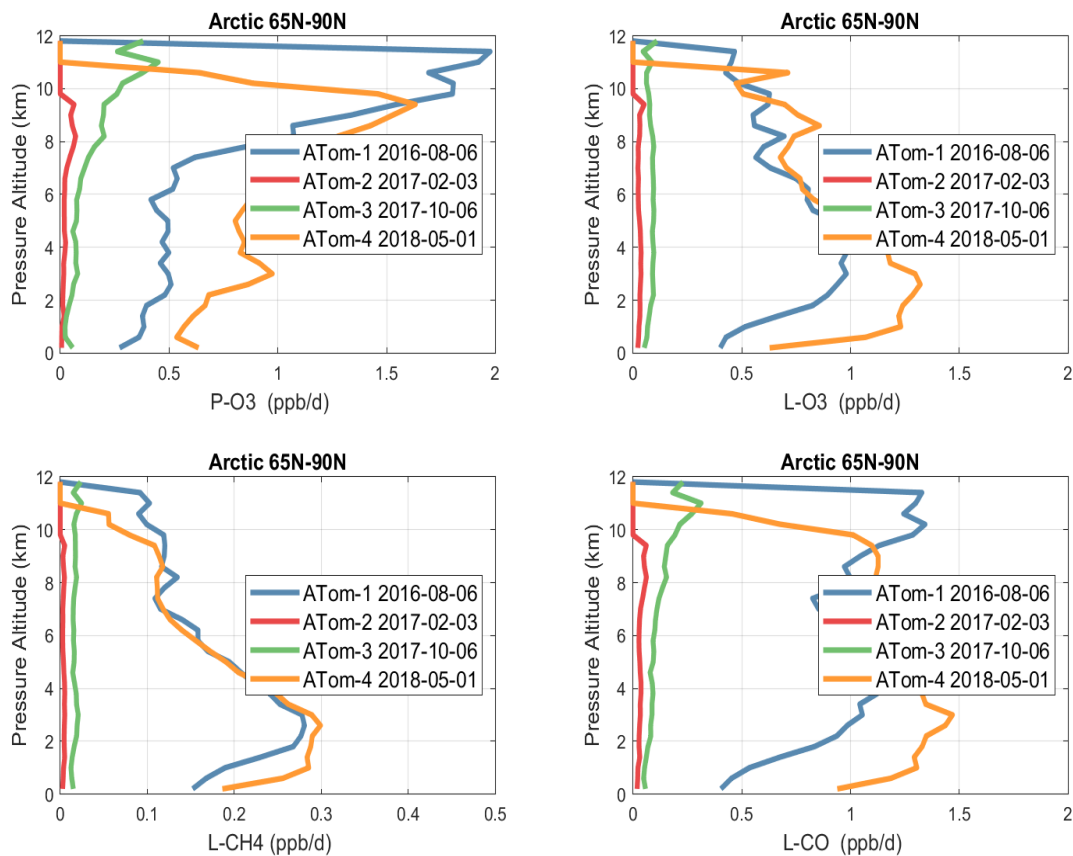 Arctic 65N-90N
12
10
8
6
4
2
0
Pressure Altitude (km)
ATom-1 2016-08-06
ATom-2 2017-02-03
ATom-3 2017-10-06
ATom-4 2018-05-01
0 0.5 1 1.5 2
P-O3 (ppb/d)
Arctic 65N-90N
12
10
8
6
4
2
0
Pressure Altitude (km)
ATom-1 2016-08-06
ATom-2 2017-02-03
ATom-3 2017-10-06
ATom-4 2018-05-01
0 0.5 1 1.5 2
L-O3 (ppb/d)
Arctic 65N-90N
12
10
8
6
4
2
0
Pressure Altitude (km)
ATom-1 2016-08-06
ATom-2 2017-02-03
ATom-3 2017-10-06
ATom-4 2018-05-01
0 0.1 0.2 0.3 0.4 0.5
L-CH4 (ppb/d)
Arctic 65N-90N
12
10
8
6
4
2
0
Pressure Altitude (km)
ATom-1 2016-08-06
ATom-2 2017-02-03
ATom-3 2017-10-06
ATom-4 2018-05-01
0 0.5 1 1.5 2
L-CO (ppb/d)